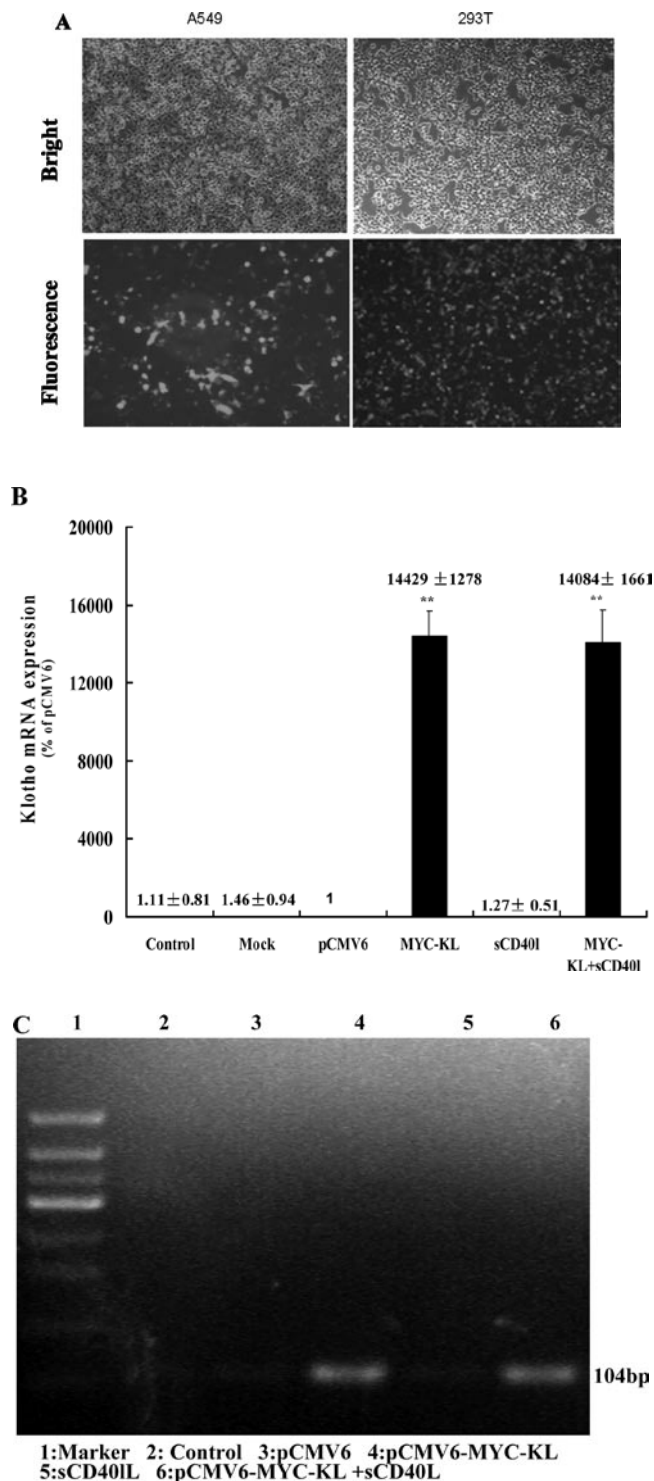 A
A549 293T
Bright
Fluorescence
B
Klotho mRNA expression
(% of pCMV6)
20000
16000
12000
8000
4000
0
14429 ±1278
**
14084± 1661
**
1.11±0.81
1.46±0.94
1
1.27± 0.51
Control Mock pCMV6 MYC-KL sCD40l MYC-
KL+sCD40l
C
1 2 3 4 5 6
104bp
1:Marker 2: Control 3:pCMV6 4:pCMV6-MYC-KL
5:sCD40lL 6:pCMV6-MYC-KL +sCD40L